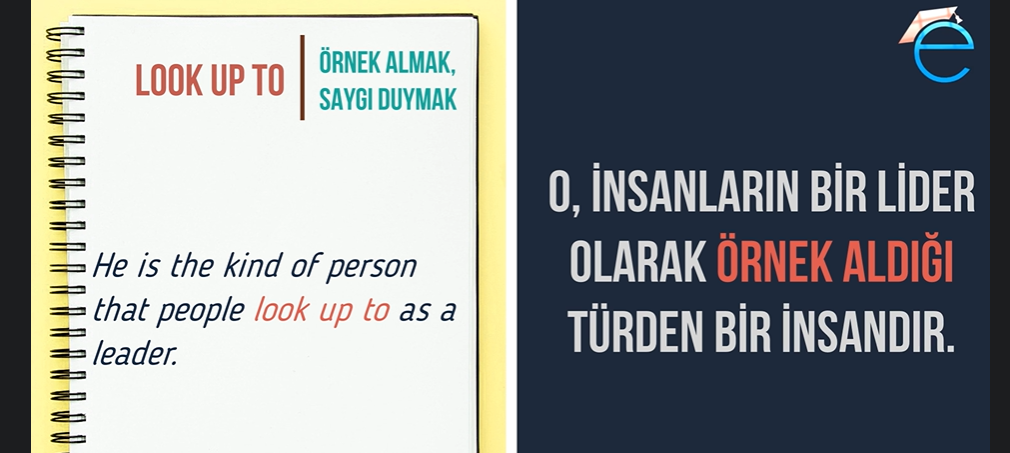 LOOK UP TO
ÖRNEK ALMAK,
SAYGI DUYMAK
He is the kind of person
that people look up to as a
leader.
e
O, İNSANLARIN BİR LİDER
OLARAK ÖRNEK ALDIĞI
TÜRDEN BİR İNSANDIR.